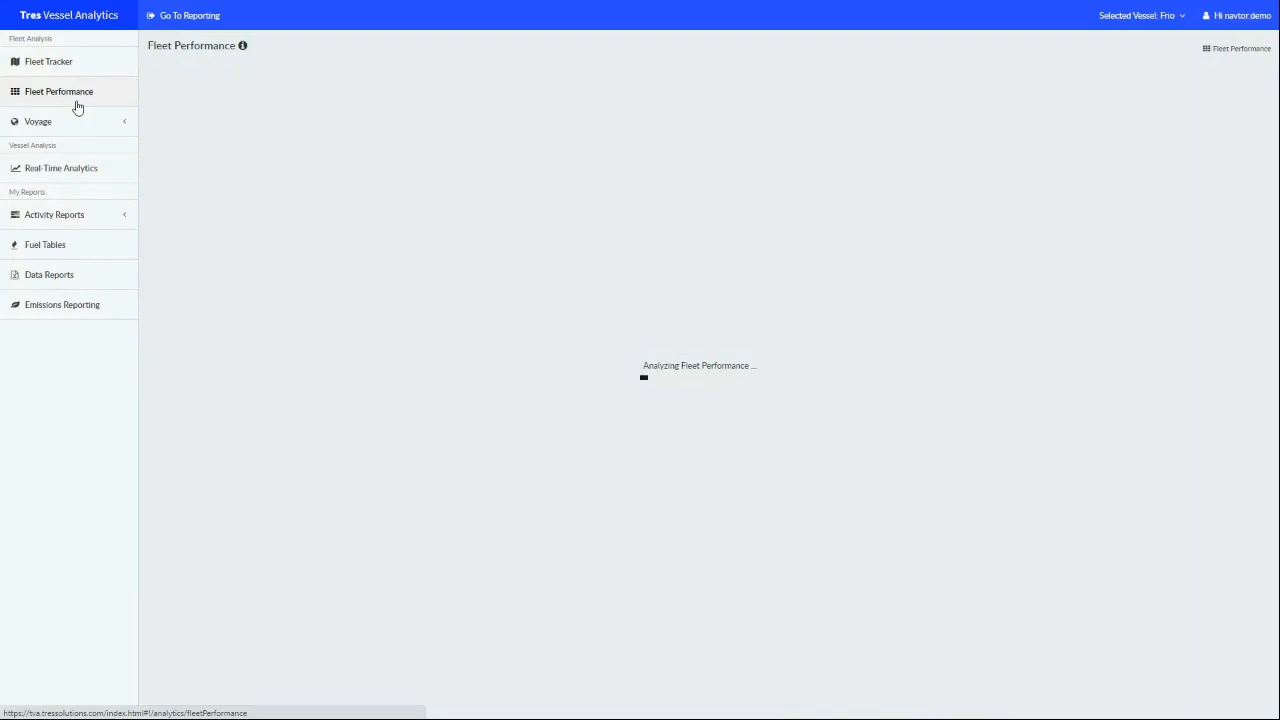 Tres Vessel Analytics
Go To Reporting
Selected Vessel: Frio
Hi navtor.demo
Fleet Analysis
Fleet Tracker
Fleet Performance
Voyage
Vessel Analysis
Real-Time Analytics
My Reports
Activity Reports
Fuel Tables
Data Reports
Emissions Reporting
Fleet Performance
Fleet Performance
Analyzing Fleet Performance ...
https://tva.tressolutions.com/index.html#!/analytics/fleetPerformance